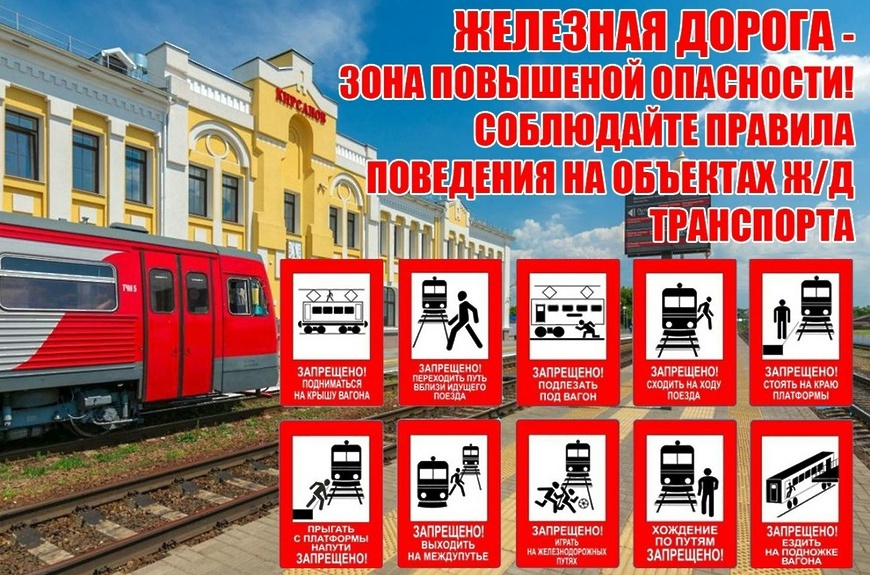 ЖЕЛЕЗНАЯ ДОРОГА -
ЗОНА ПОВЫШЕНОЙ ОПАСНОСТИ!
СОБЛЮДАЙТЕ ПРАВИЛА
ПОВЕДЕНИЯ НА ОБЪЕКТАХ Ж/Д
ТРАНСПОРТА
КИРСАНОВ
ЗАПРЕЩЕНО!
ПОДНИМАТЬСЯ
НА КРЫШУ ВАГОНА
ЗАПРЕЩЕНО!
ПЕРЕХОДИТЬ ПУТЬ
ВБЛИЗИ ИДУЩЕГО
ПОЕЗДА
ЗАПРЕЩЕНО!
ПОДЛЕЗАТЬ
ПОД ВАГОН
ЗАПРЕЩЕНО!
СХОДИТЬ НА ХОДУ
ПОЕЗДА
ЗАПРЕЩЕНО!
СТОЯТЬ НА КРАЮ
ПЛАТФОРМЫ
ПРЫГАТЬ
С ПЛАТФОРМЫ
НАПУТИ
ЗАПРЕЩЕНО!
ЗАПРЕЩЕНО!
ВЫХОДИТЬ
НА МЕЖДУПУТЬЕ
ЗАПРЕЩЕНО!
ИГРАТЬ
НА ЖЕЛЕЗНОДОРОЖНЫХ
ПУТЯХ
ХОЖДЕНИЕ
ПО ПУТЯМ
ЗАПРЕЩЕНО!
ЗАПРЕЩЕНО!
ЕЗДИТЬ
НА ПОДНОЖКЕ
ВАГОНА